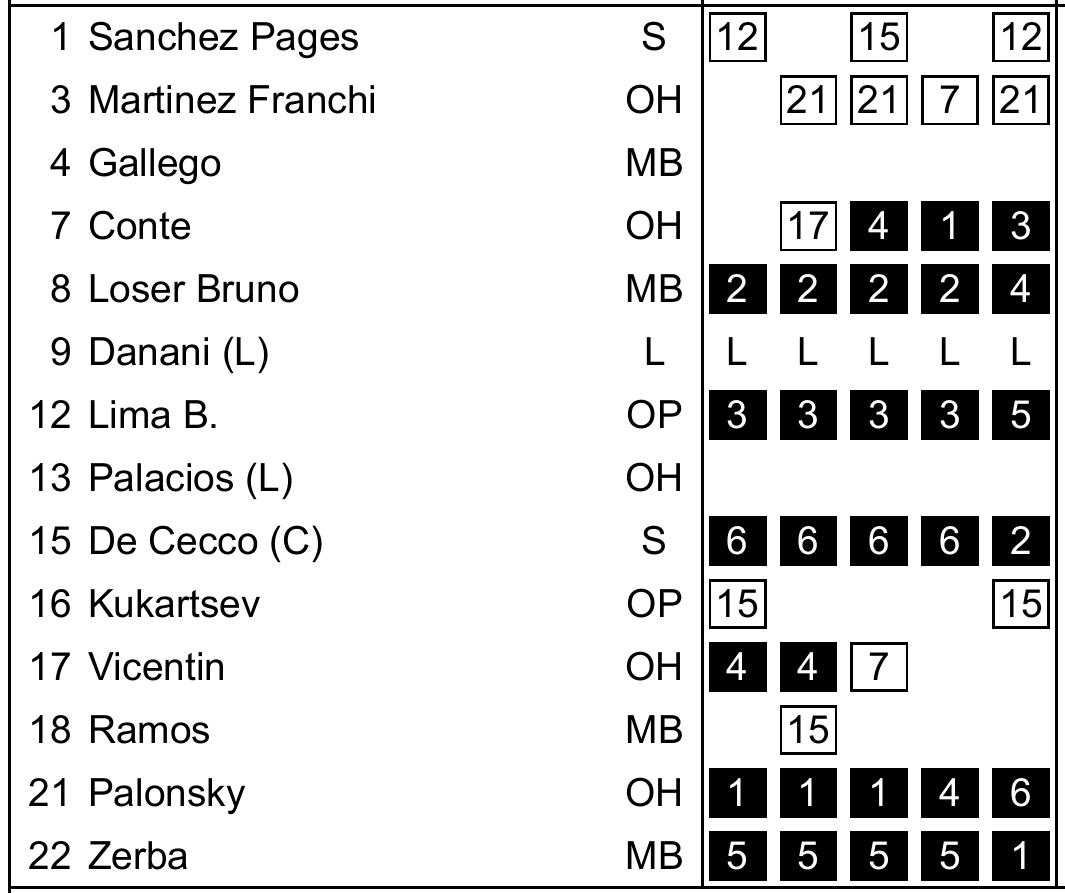 1 Sanchez Pages S 12 15 12
3 Martinez Franchi OH 21 21 7 21
4 Gallego MB
7 Conte OH 17 4 1 3
8 Loser Bruno MB 2 2 2 2 4
9 Danani (L) L L L L L L
12 Lima B. OP 3 3 3 3 5
13 Palacios (L) OH
15 De Cecco (C) S 6 6 6 6 2
16 Kukartsev OP 15 15
17 Vicentin OH 4 4 7
18 Ramos MB 15
21 Palonsky OH 1 1 1 4 6
22 Zerba MB 5 5 5 5 1